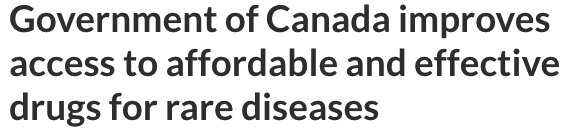 Government of Canada improves
access to affordable and effective
drugs for rare diseases